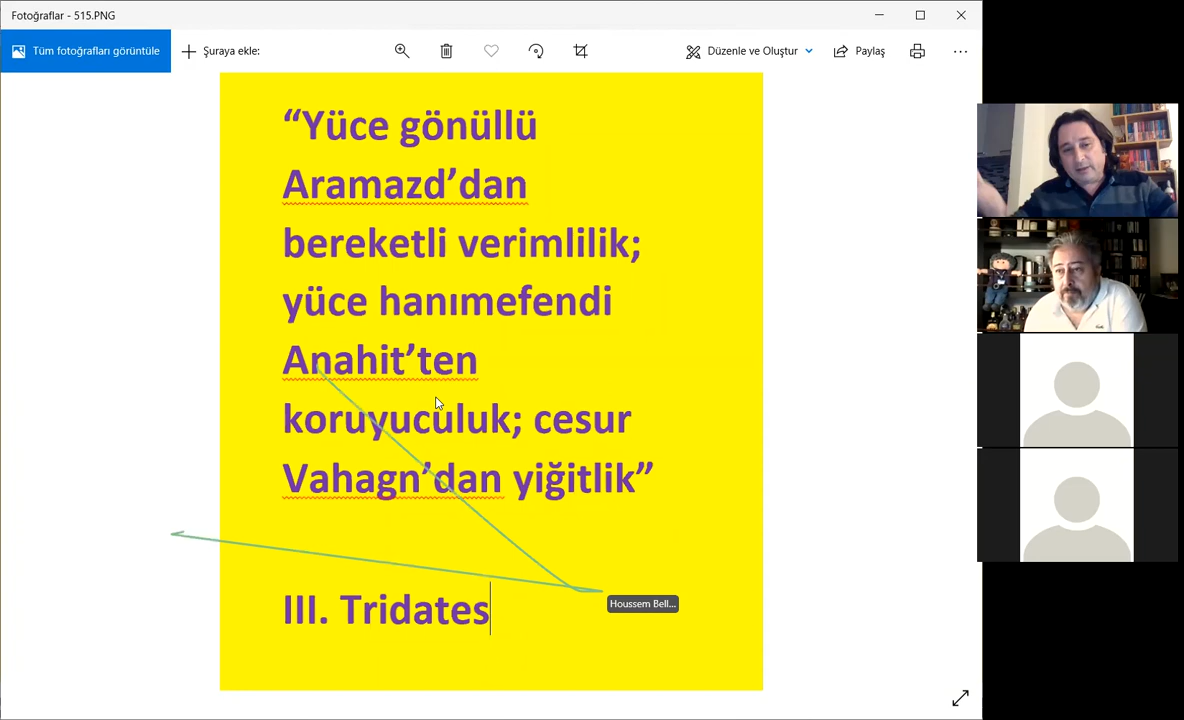 Fotoğraflar - 515.PNG
Tüm fotoğrafları görüntüle
Şuraya ekle:
Düzenle ve Oluştur
Paylaş
“Yüce gönüllü
Aramazd’dan
bereketli verimlilik;
yüce hanımefendi
Anahit’ten
koruyuculuk; cesur
Vahagn’dan yiğitlik”
Houssem Bell...
III. Tridates